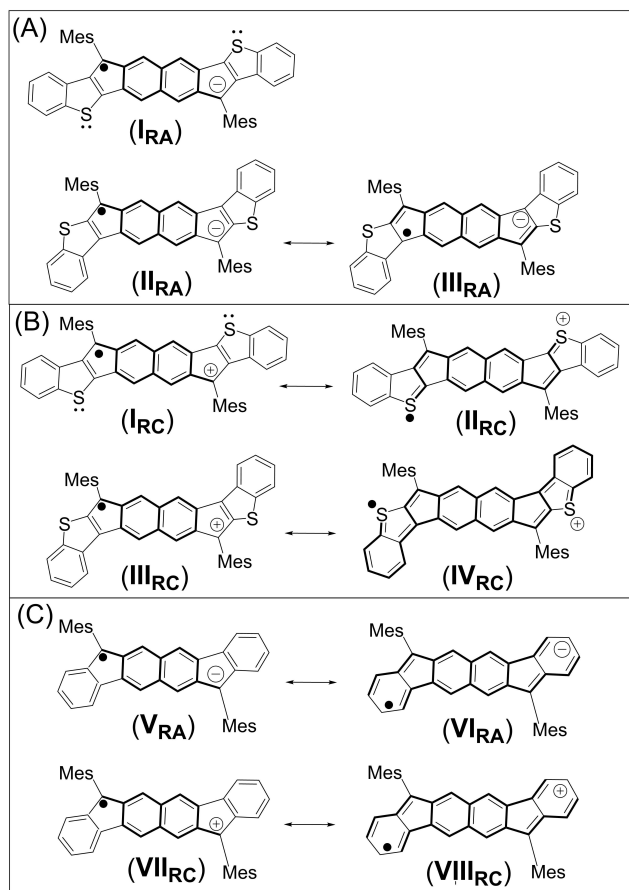 (A)
Mes
S
S
Mes
(I_RA)
Mes
S
S
Mes
(II_RA)
Mes
S
S
Mes
(III_RA)
(B)
Mes
S
S
Mes
(I_RC)
Mes
S
⊕
S
Mes
(II_RC)
Mes
S
S
Mes
(III_RC)
Mes
S
S
⊕
Mes
(IV_RC)
(C)
Mes
Mes
(V_RA)
Mes
Mes
(VI_RA)
Mes
Mes
(VII_RC)
Mes
Mes
(VIII_RC)